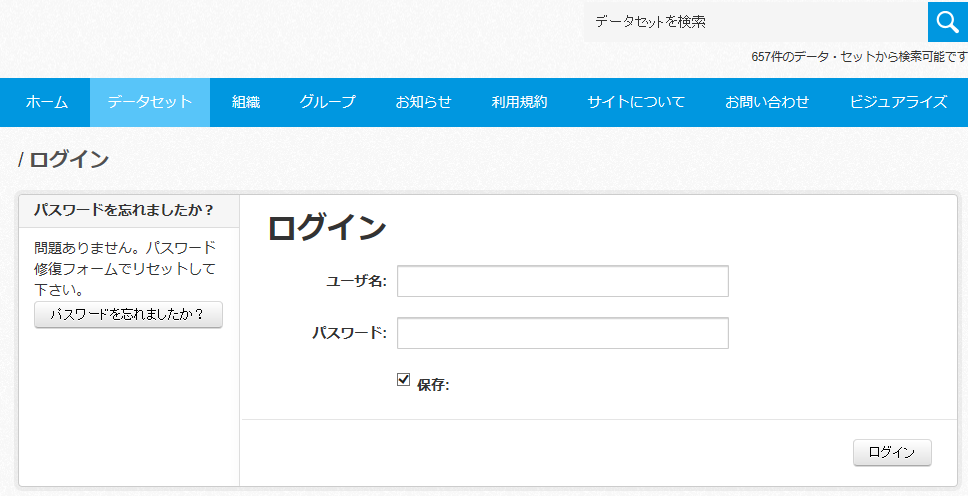 データセットを検索
657件のデータ・セットから検索可能です
ホーム データセット 組織 グループ お知らせ 利用規約 サイトについて お問い合わせ ビジュアライズ
/ ログイン
パスワードを忘れましたか？
問題ありません。パスワード
修復フォームでリセットして
下さい。
パスワードを忘れましたか？
ログイン
ユーザ名:
パスワード:
保存:
ログイン